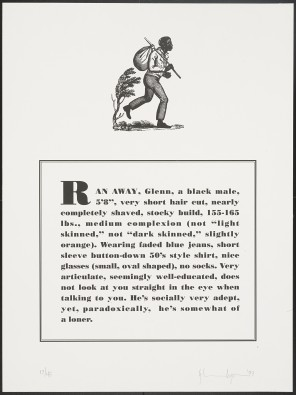 RAN AWAY, Glenn, a black male,
5'8", very short hair cut, nearly
completely shaved, stocky build, 155-165
lbs., medium complexion (not "light
skinned," not "dark skinned," slightly
orange). Wearing faded blue jeans, short
sleeve button-down 50's style shirt, nice
glasses (small, oval shaped), no socks. Very
articulate, seemingly well-educated, does
not look at you straight in the eye when
talking to you. He's socially very adept,
yet, paradoxically, he's somewhat of
a loner.